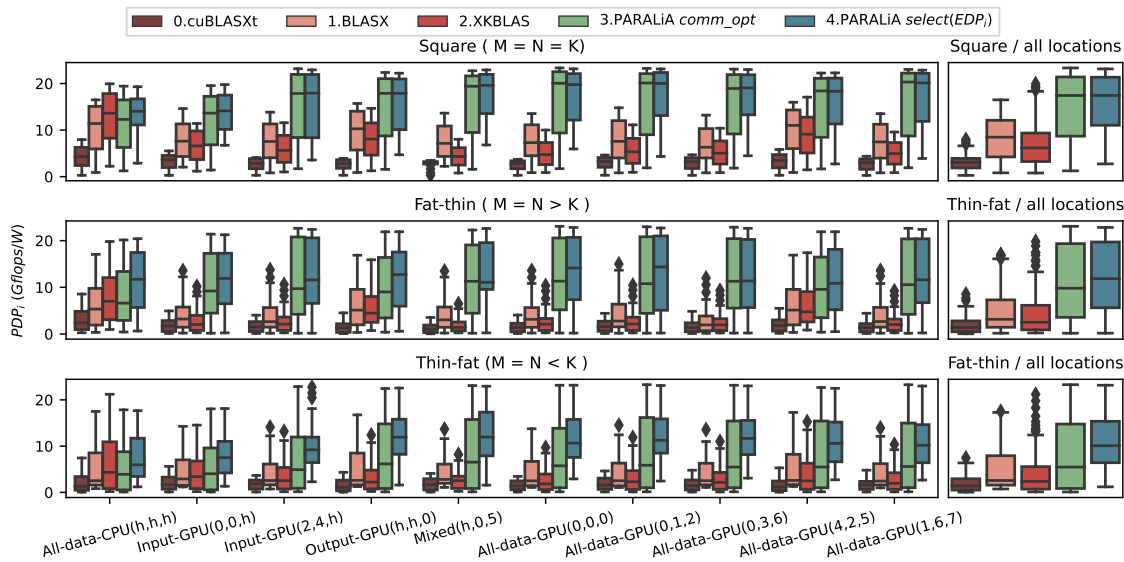 0.cuBLASXt 1.BLASX 2.XKBLAS 3.PARALiA comm_opt 4.PARALiA select(EDPi)
Square ( M = N = K) Square / all locations
20
10
0
Fat-thin ( M = N > K ) Thin-fat / all locations
PDPi (Gflops/W)
20
10
0
Thin-fat (M = N < K ) Fat-thin / all locations
20
10
0
All-data-CPU(h,h,h) Input-GPU(0,0,h) Input-GPU(2,4,h) Output-GPU(h,h,0) Mixed(h,0,5) All-data-GPU(0,0,0) All-data-GPU(0,1,2) All-data-GPU(0,3,6) All-data-GPU(4,2,5) All-data-GPU(1,6,7)